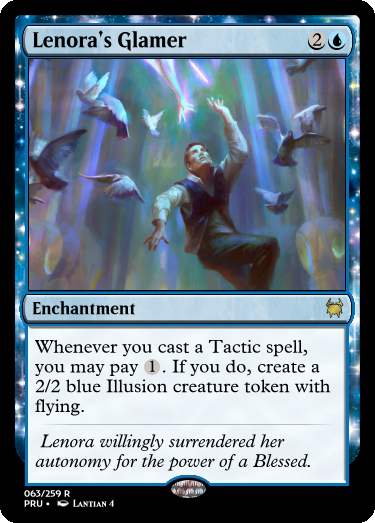 Lenora's Glamer 2
Enchantment
Whenever you cast a Tactic spell,
you may pay 1. If you do, create a
2/2 blue Illusion creature token with
flying.
Lenora willingly surrendered her
autonomy for the power of a Blessed.
063/259 R
PRU • Lantian 4